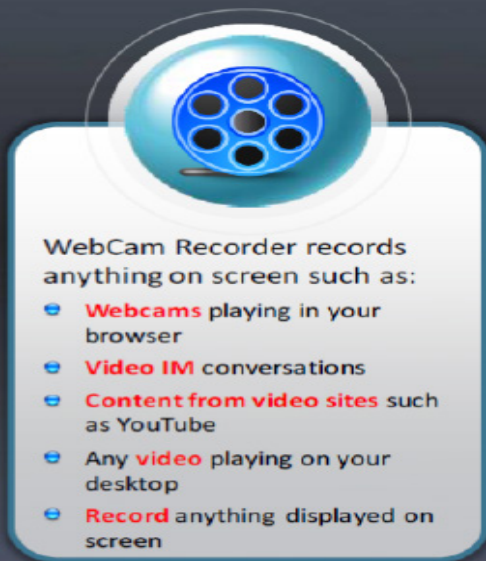 WebCam Recorder records
anything on screen such as:
Webcams playing in your
browser
Video IM conversations
Content from video sites such
as YouTube
Any video playing on your
desktop
Record anything displayed on
screen